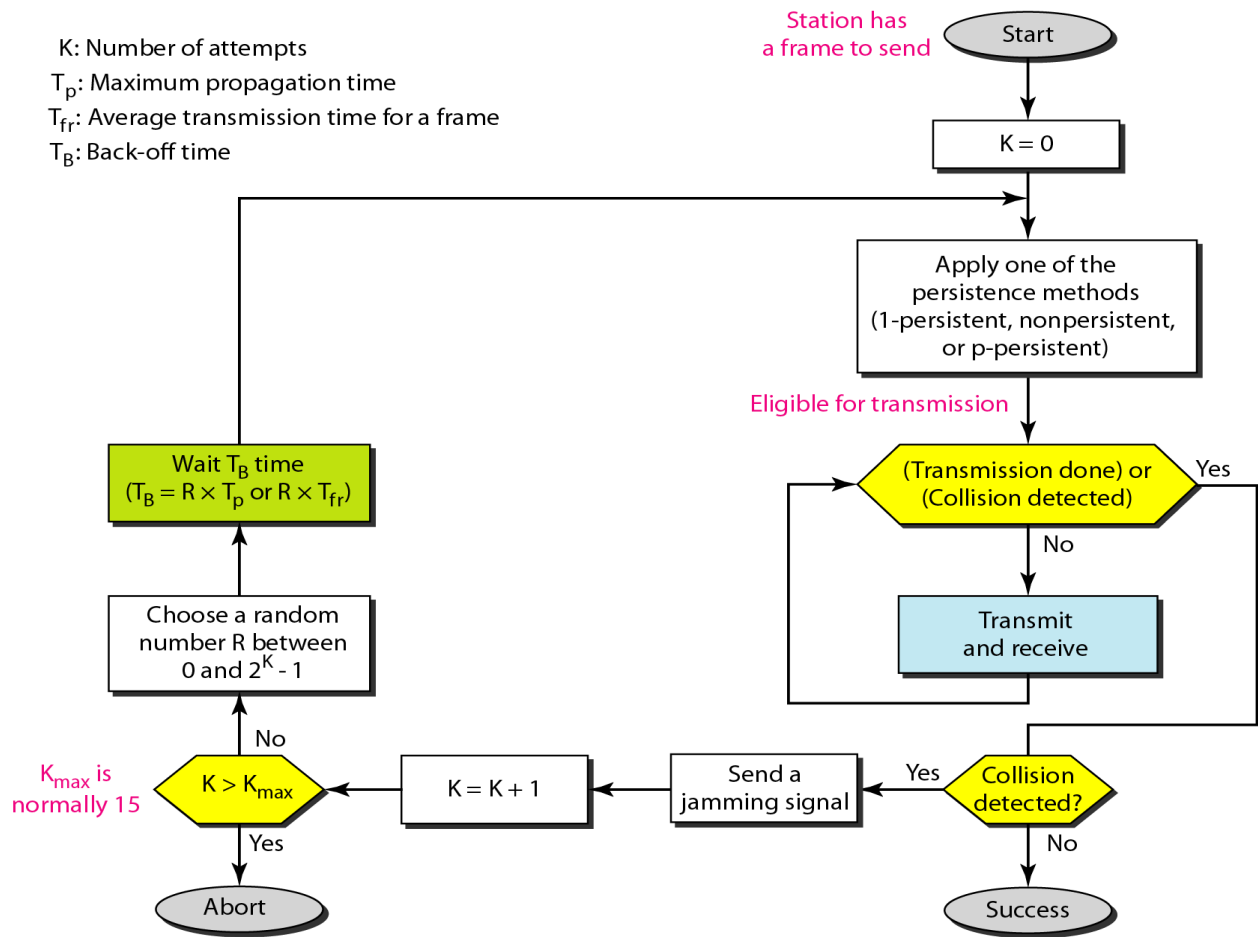 K: Number of attempts
Tp: Maximum propagation time
Tfr: Average transmission time for a frame
TB: Back-off time
Station has
a frame to send
Start
K = 0
Apply one of the
persistence methods
(1-persistent, nonpersistent,
or p-persistent)
Eligible for transmission
(Transmission done) or
(Collision detected)
Yes
No
Transmit
and receive
Wait TB time
(TB = R × Tp or R × Tfr)
Choose a random
number R between
0 and 2^K - 1
No
Kmax is
normally 15
K > Kmax
Yes
Abort
K = K + 1
Send a
jamming signal
Yes
Collision
detected?
No
Success